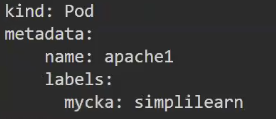 kind: Pod
metadata:
    name: apache1
    labels:
      mycka: simplilearn